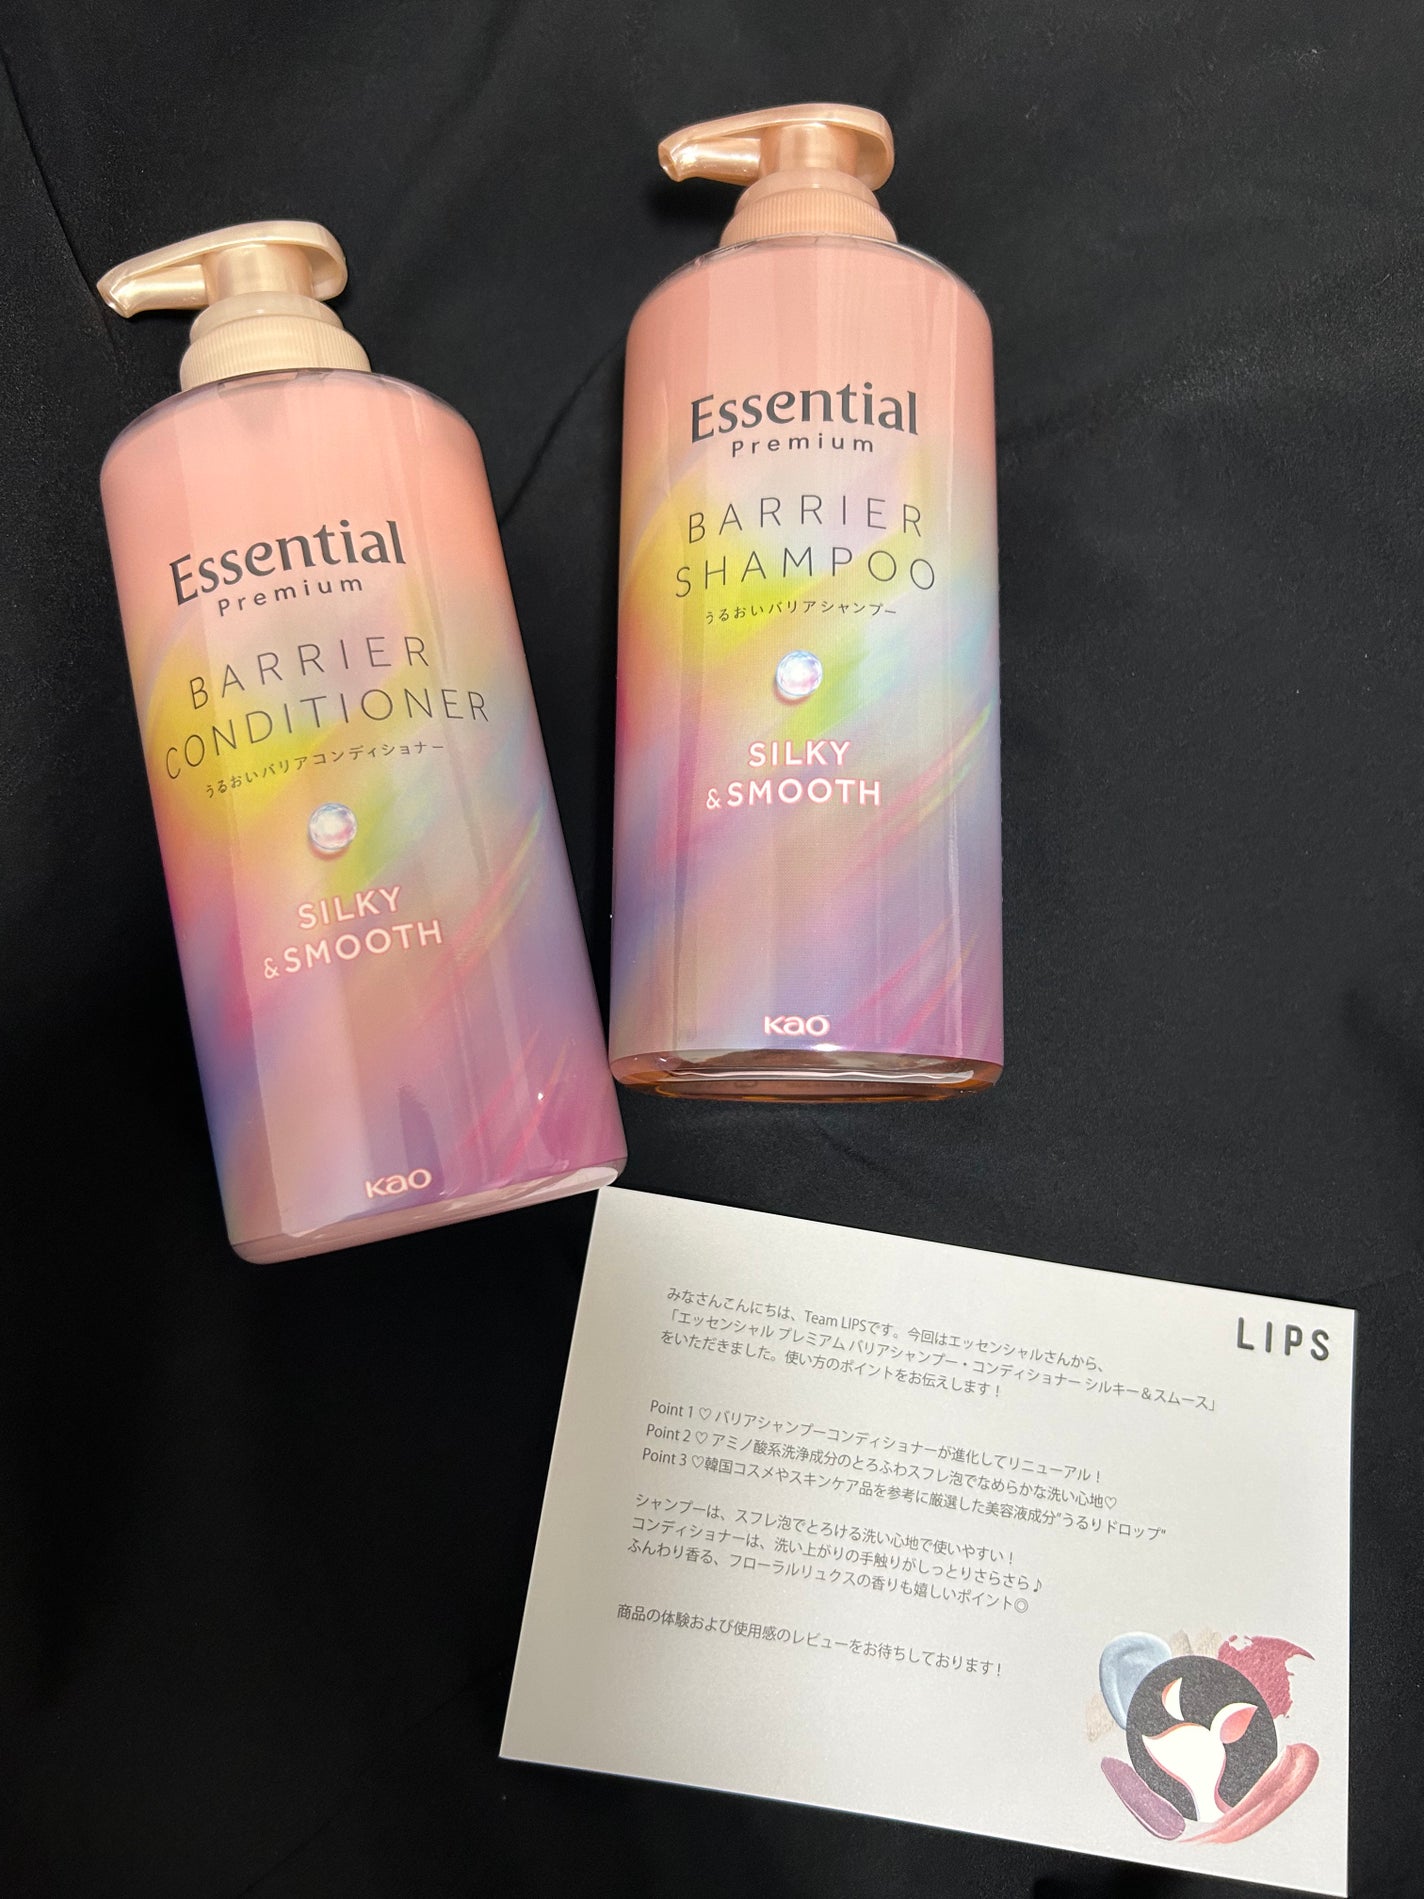 Essential
Premium
BARRIER
CONDITIONER
うるおいバリアコンディショナー
SILKY
&SMOOTH
Kao
Essential
Premium
BARRIER
SHAMPOO
うるおいバリアシャンプー
SILKY
&SMOOTH
Kao
LIPS
みなさんこんにちは、Team LIPSです。今回はエッセンシャルさんから、
「エッセンシャル プレミアム バリアシャンプー・コンディショナー シルキー＆スムース」
をいただきました。使い方のポイントをお伝えします！
Point 1 ♡ バリアシャンプーコンディショナーが進化してリニューアル！
Point 2 ♡ アミノ酸系洗浄成分のとろふわスフレ泡でなめらかな洗い心地♡
Point 3 ♡韓国コスメやスキンケア品を参考に厳選した美容液成分"うるりドロップ"
シャンプーは、スフレ泡でとろける洗い心地で使いやすい！
コンディショナーは、洗い上がりの手触りがしっとりさらさら♪
ふんわり香る、フローラルリュクスの香りも嬉しいポイント◎
商品の体験および使用感のレビューをお待ちしております！